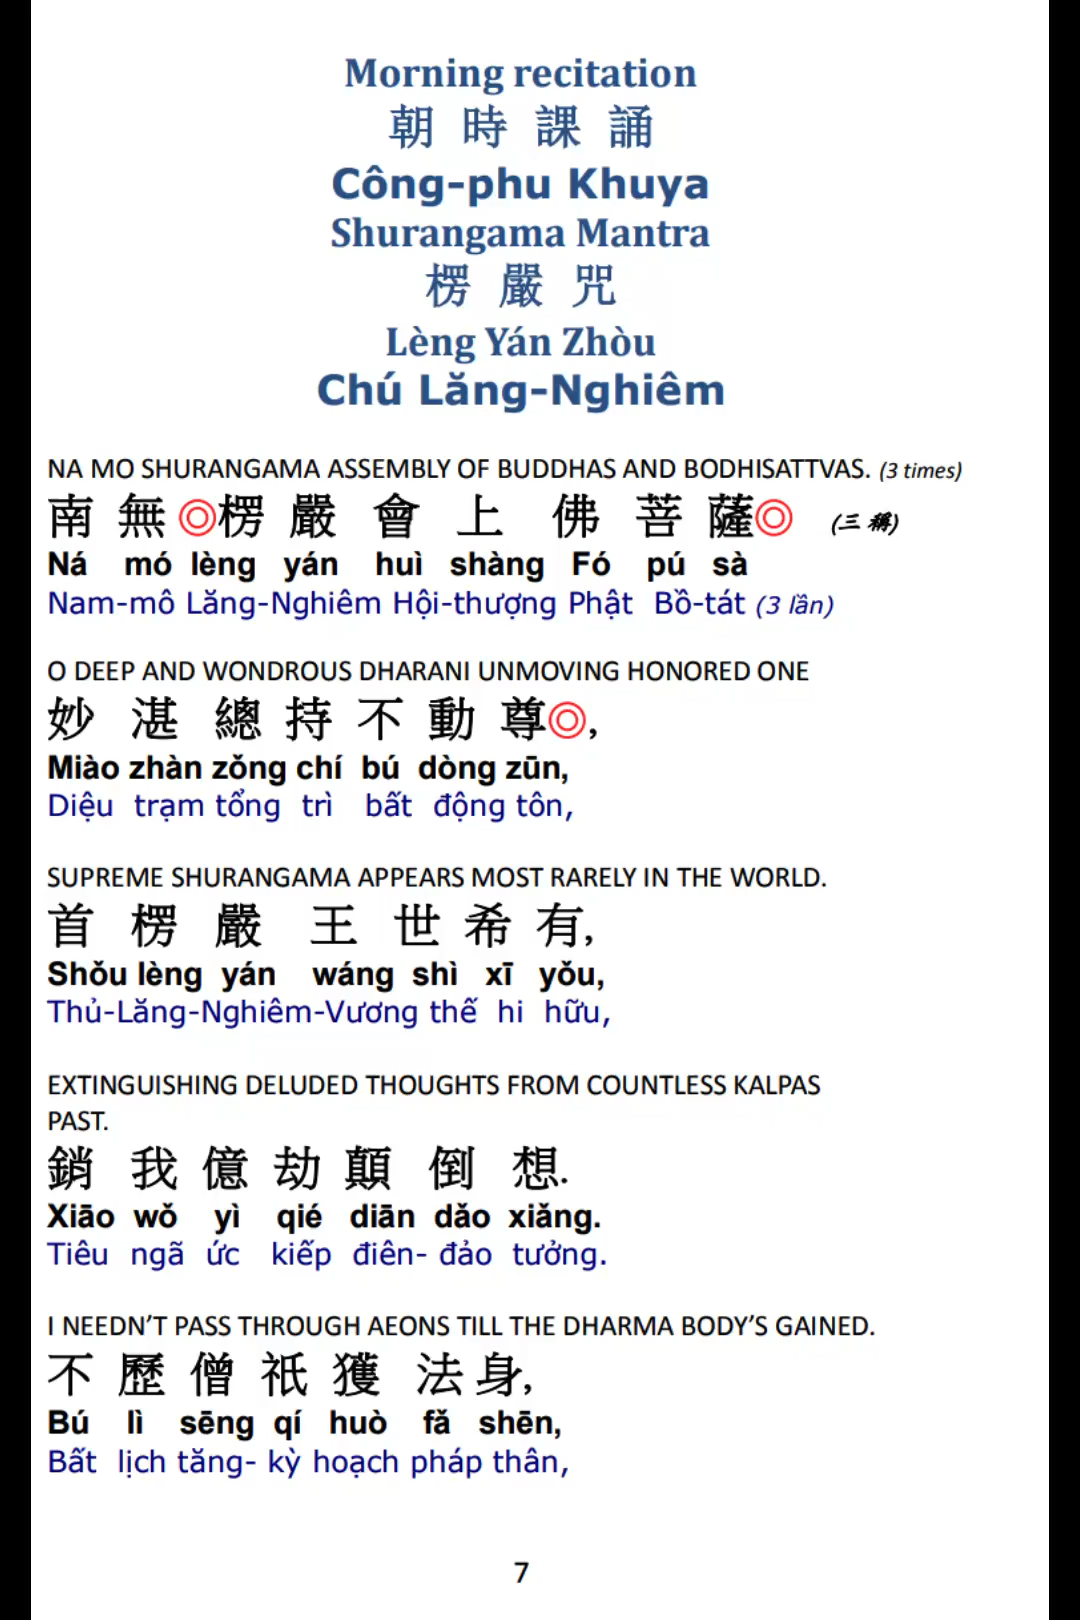 Morning recitation
朝 時 課 誦
Công-phu Khuya
Shurangama Mantra
楞 嚴 咒
Lèng Yán Zhòu
Chú Lăng-Nghiêm
NA MO SHURANGAMA ASSEMBLY OF BUDDHAS AND BODHISATTVAS. (3 times)
南 無 ◎楞 嚴 會 上 佛 菩 薩◎ (三 稱)
Ná mó lèng yán huì shàng Fó pú sà
Nam-mô Lăng-Nghiêm Hội-thượng Phật Bồ-tát (3 lần)
O DEEP AND WONDROUS DHARANI UNMOVING HONORED ONE
妙 湛 總 持 不 動 尊◎,
Miào zhàn zǒng chí bú dòng zūn,
Diệu trạm tổng trì bất động tôn,
SUPREME SHURANGAMA APPEARS MOST RARELY IN THE WORLD.
首 楞 嚴 王 世 希 有,
Shǒu lèng yán wáng shì xī yǒu,
Thủ-Lăng-Nghiêm-Vương thế hi hữu,
EXTINGUISHING DELUDED THOUGHTS FROM COUNTLESS KALPAS
PAST.
銷 我 億 劫 顛 倒 想.
Xiāo wǒ yì qié diān dǎo xiǎng.
Tiêu ngã ức kiếp điên- đảo tưởng.
I NEEDN'T PASS THROUGH AEONS TILL THE DHARMA BODY'S GAINED.
不 歷 僧 祇 獲 法 身,
Bú lì sēng qí huò fǎ shēn,
Bất lịch tăng- kỳ hoạch pháp thân,
7